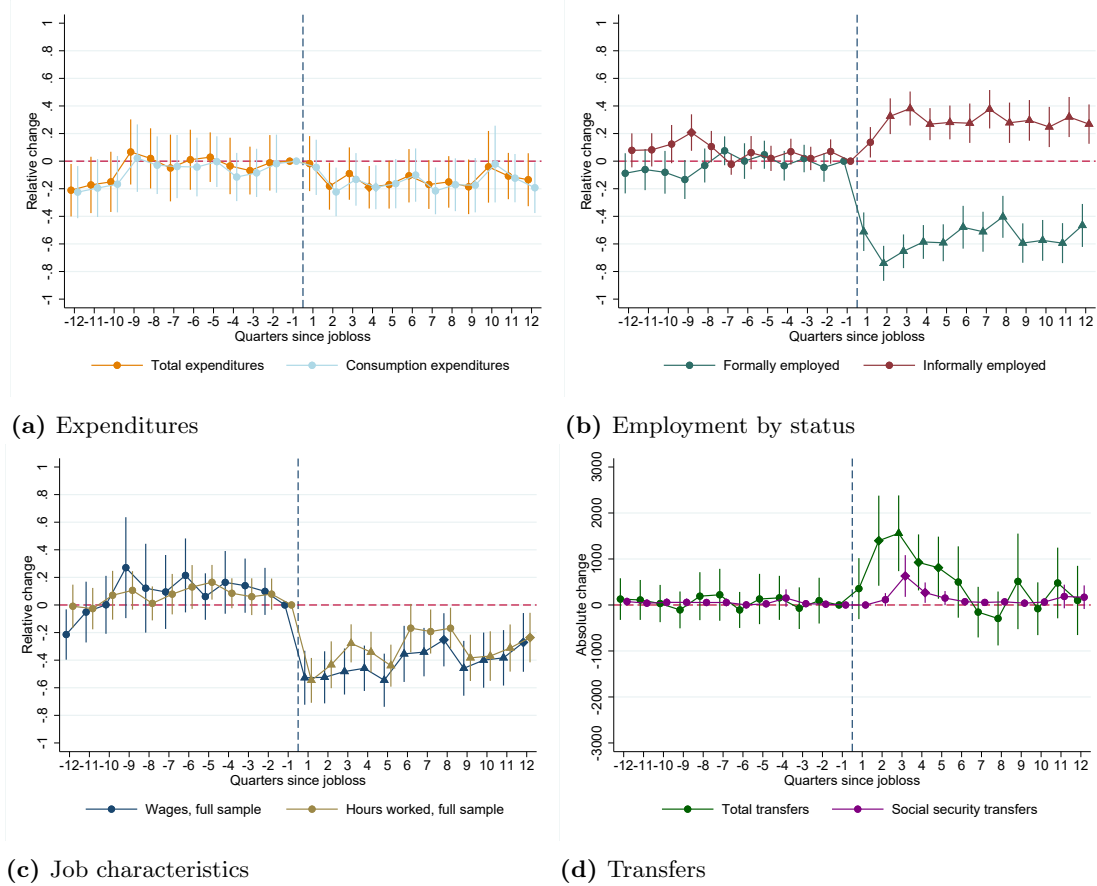 Relative change
1
.8
.6
.4
.2
0
-.2
-.4
-.6
-.8
-1
-12 -11 -10 -9 -8 -7 -6 -5 -4 -3 -2 -1 1 2 3 4 5 6 7 8 9 10 11 12
Quarters since jobloss
Total expenditures Consumption expenditures
(a) Expenditures
Relative change
1
.8
.6
.4
.2
0
-.2
-.4
-.6
-.8
-1
-12 -11 -10 -9 -8 -7 -6 -5 -4 -3 -2 -1 1 2 3 4 5 6 7 8 9 10 11 12
Quarters since jobloss
Formally employed Informally employed
(b) Employment by status
Relative change
1
.8
.6
.4
.2
0
-.2
-.4
-.6
-.8
-1
-12 -11 -10 -9 -8 -7 -6 -5 -4 -3 -2 -1 1 2 3 4 5 6 7 8 9 10 11 12
Quarters since jobloss
Wages, full sample Hours worked, full sample
(c) Job characteristics
Absolute change
3000
2000
1000
0
-1000
-2000
-3000
-12 -11 -10 -9 -8 -7 -6 -5 -4 -3 -2 -1 1 2 3 4 5 6 7 8 9 10 11 12
Quarters since jobloss
Total transfers Social security transfers
(d) Transfers